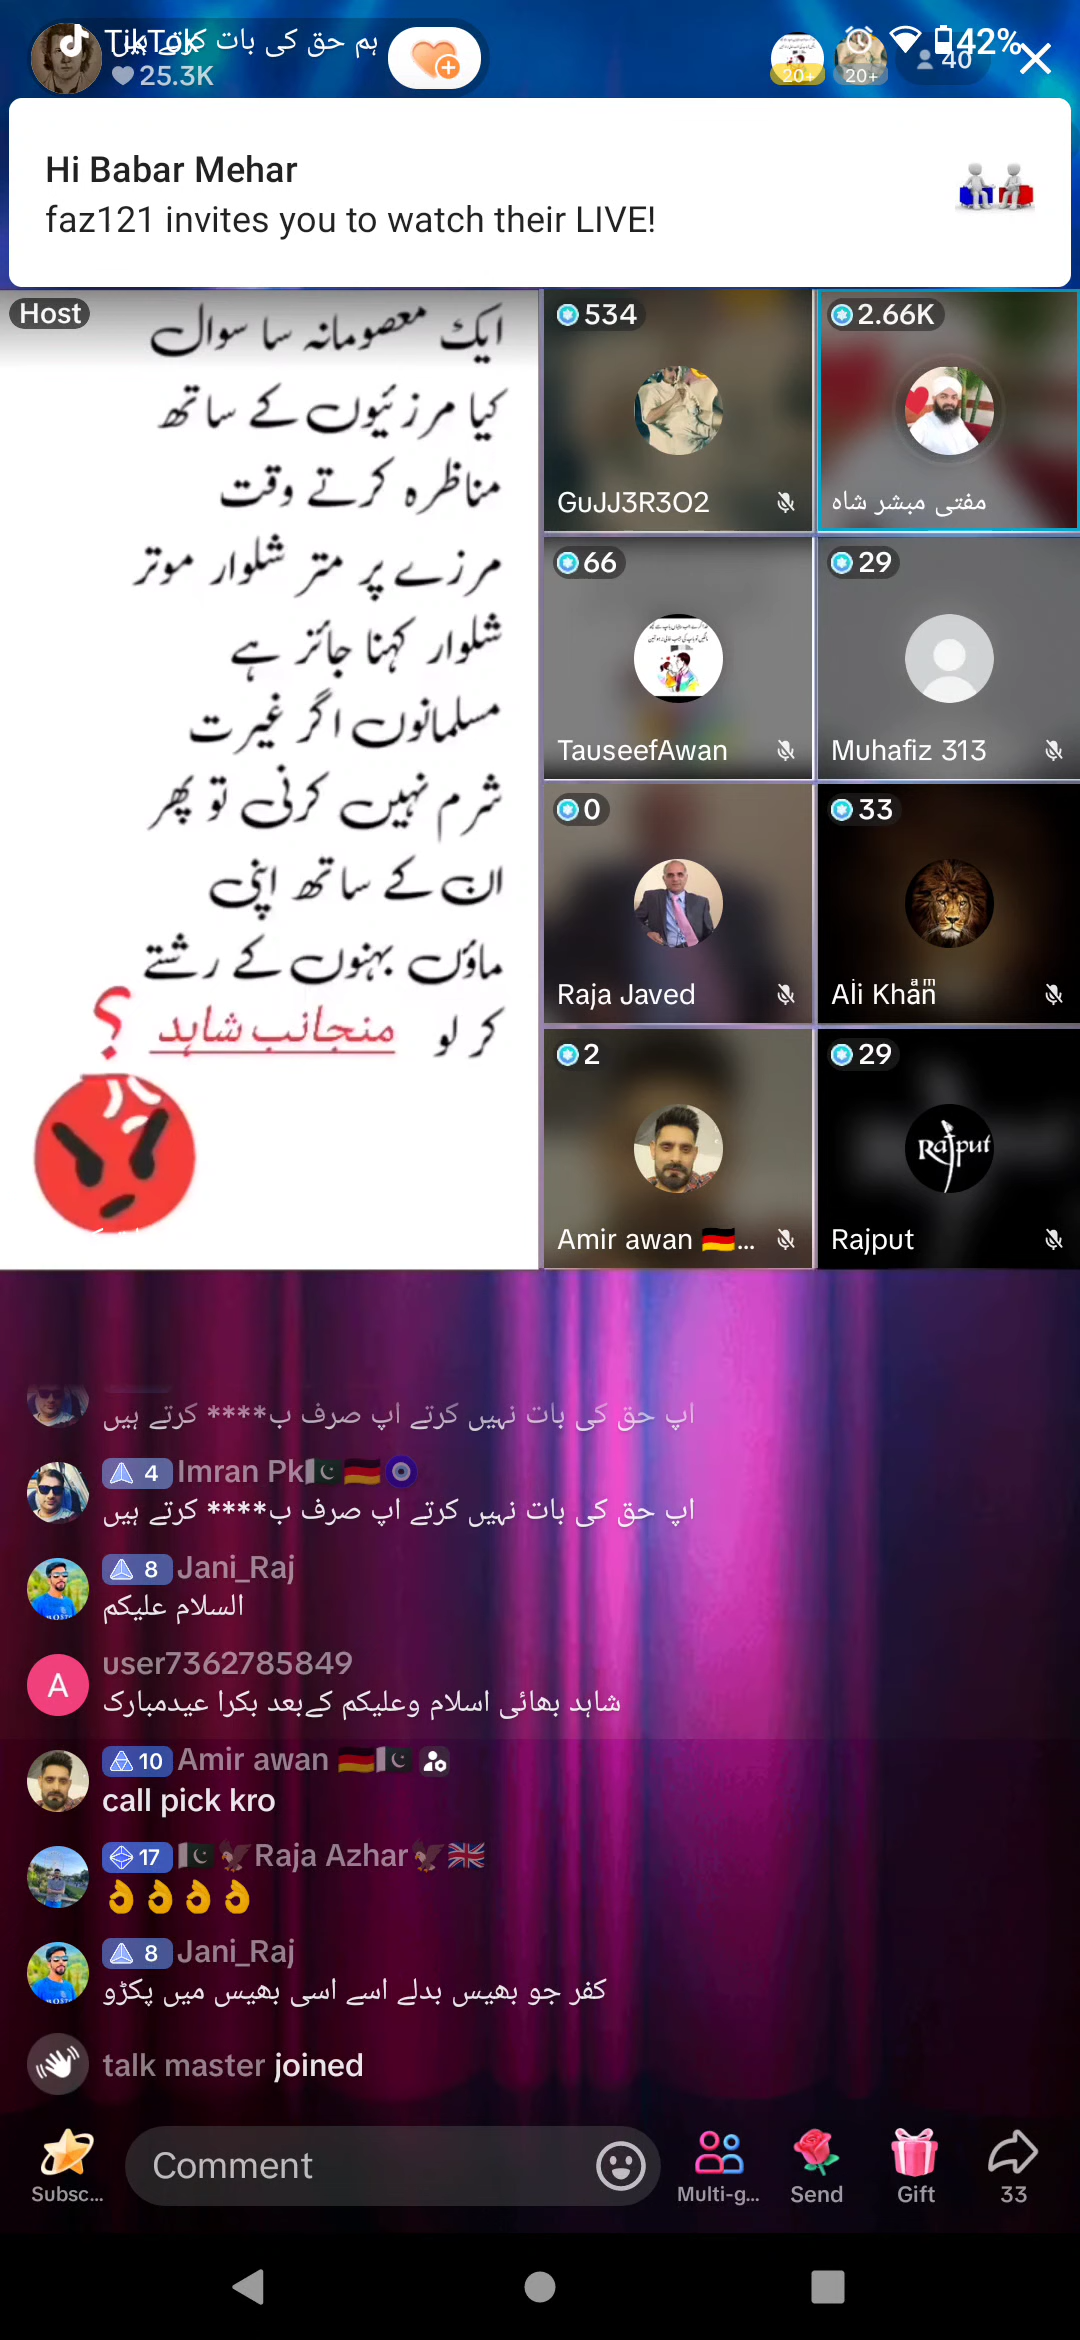 TikTok
ہم حق کی بات کرتے ہیں
25.3K
20+
20+
42%
40
Hi Babar Mehar
faz121 invites you to watch their LIVE!
Host
ایک معصومانہ سا سوال
کیا مرزئیوں کے ساتھ
مناظرہ کرتے وقت
مرزے پر متر شلوار موتر
شلوار کہنا جائز ہے
مسلمانوں اگر غیرت
شرم نہیں کرنی تو پھر
ان کے ساتھ اپنی
ماؤں بہنوں کے رشتے
کر لو منجانب شاہد ؟
534
GuJJ3R3O2
2.66K
مفتی مبشر شاہ
66
TauseefAwan
29
Muhafiz 313
0
Raja Javed
33
Ali Khan
2
Amir awan 🇩🇪...
29
Rajput
Rajput
اپ حق کی بات نہیں کرتے اپ صرف ب**** کرتے ہیں
4 Imran Pk🇵🇰🇩🇪🧿
اپ حق کی بات نہیں کرتے اپ صرف ب**** کرتے ہیں
8 Jani_Raj
السلام علیکم
A
user7362785849
شاہد بھائی اسلام وعلیکم کےبعد بکرا عیدمبارک
10 Amir awan 🇩🇪🇵🇰
call pick kro
17 🇵🇰🦅Raja Azhar🦅🇬🇧
👌👌👌👌
8 Jani_Raj
کفر جو بھیس بدلے اسے اسی بھیس میں پکڑو
talk master joined
Subsc...
Comment
Multi-g...
Send
Gift
33